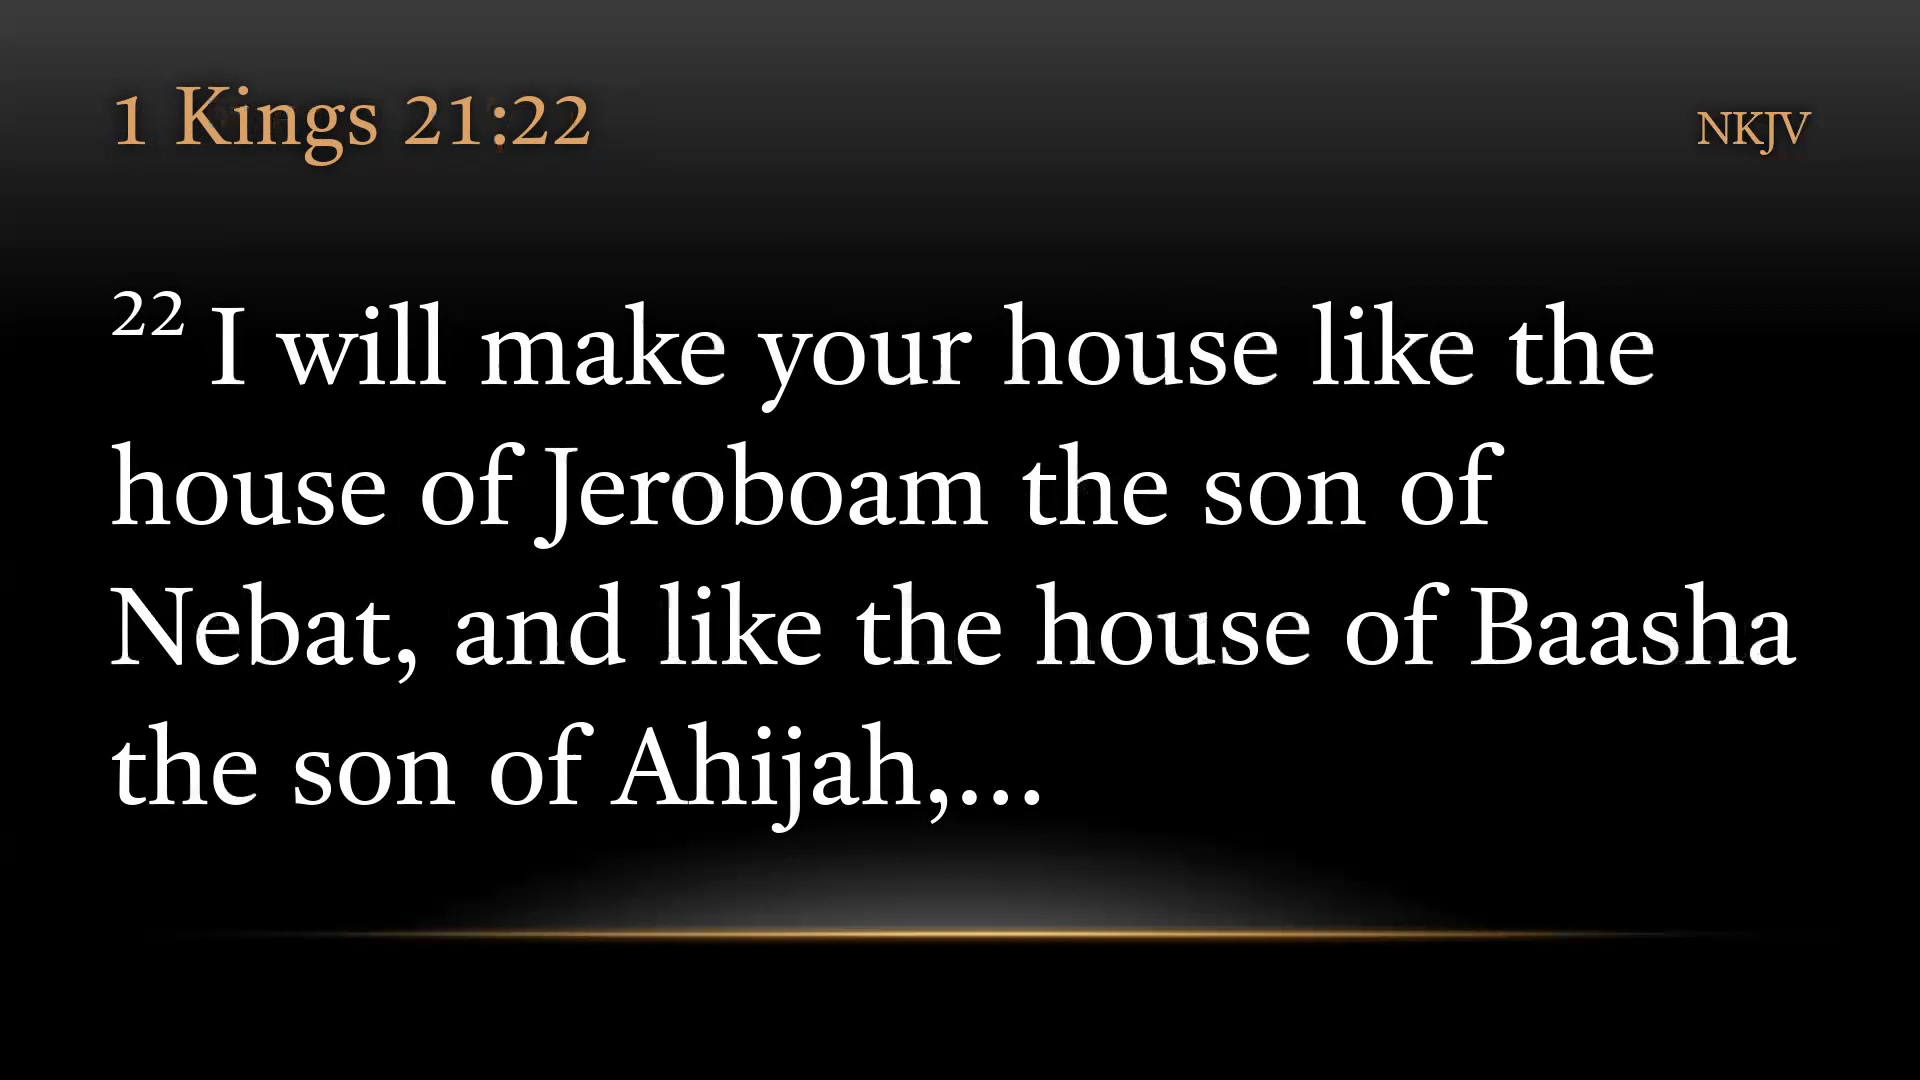 1 Kings 21:22
NKJV
22 I will make your house like the
house of Jeroboam the son of
Nebat, and like the house of Baasha
the son of Ahijah,...